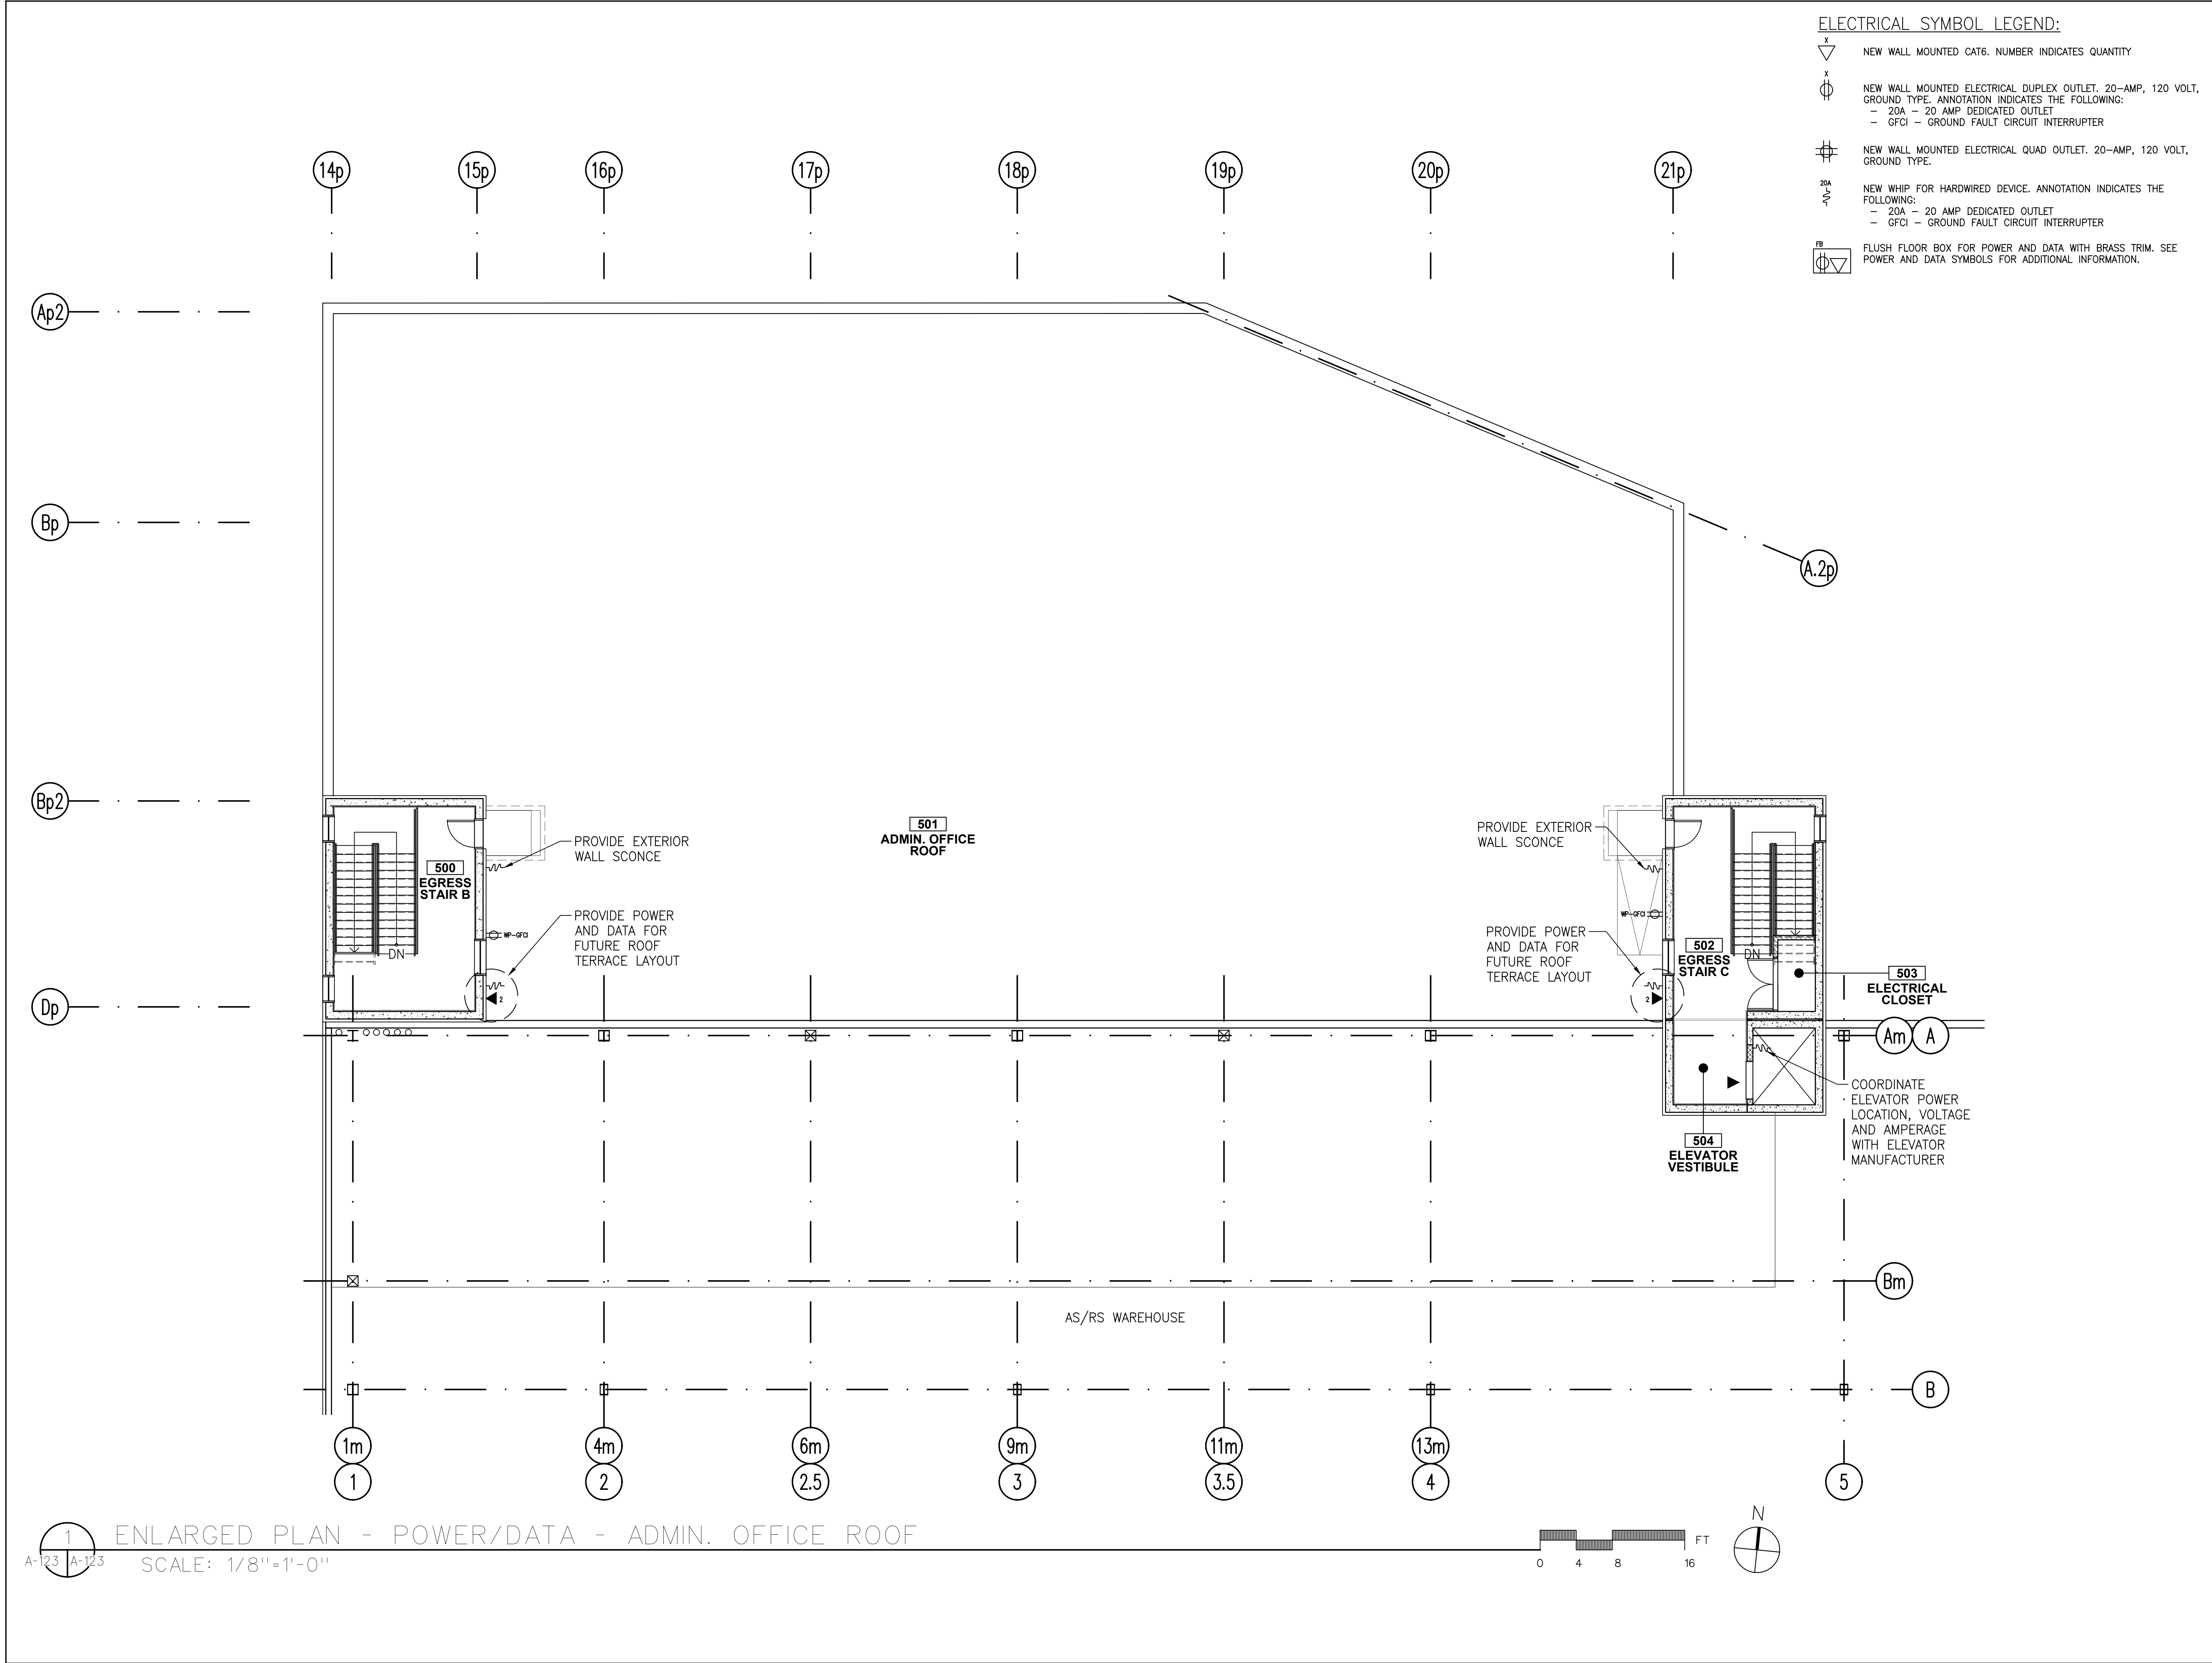 ELECTRICAL SYMBOL LEGEND:
X
NEW WALL MOUNTED CAT6. NUMBER INDICATES QUANTITY
X
NEW WALL MOUNTED ELECTRICAL DUPLEX OUTLET. 20-AMP, 120 VOLT,
GROUND TYPE. ANNOTATION INDICATES THE FOLLOWING:
- 20A - 20 AMP DEDICATED OUTLET
- GFCI - GROUND FAULT CIRCUIT INTERRUPTER
NEW WALL MOUNTED ELECTRICAL QUAD OUTLET. 20-AMP, 120 VOLT,
GROUND TYPE.
20A
NEW WHIP FOR HARDWIRED DEVICE. ANNOTATION INDICATES THE
FOLLOWING:
- 20A - 20 AMP DEDICATED OUTLET
- GFCI - GROUND FAULT CIRCUIT INTERRUPTER
FB
FLUSH FLOOR BOX FOR POWER AND DATA WITH BRASS TRIM. SEE
POWER AND DATA SYMBOLS FOR ADDITIONAL INFORMATION.
14p 15p 16p 17p 18p 19p 20p 21p
Ap2
Bp
A.2p
Bp2
501
ADMIN. OFFICE
ROOF
PROVIDE EXTERIOR
WALL SCONCE
500
EGRESS
STAIR B
PROVIDE POWER
AND DATA FOR
FUTURE ROOF
TERRACE LAYOUT
WP-GFCI
DN
2
PROVIDE EXTERIOR
WALL SCONCE
WP-GFCI
PROVIDE POWER
AND DATA FOR
FUTURE ROOF
TERRACE LAYOUT
2
502
EGRESS
STAIR C
DN
503
ELECTRICAL
CLOSET
Dp
Am A
COORDINATE
ELEVATOR POWER
LOCATION, VOLTAGE
AND AMPERAGE
WITH ELEVATOR
MANUFACTURER
504
ELEVATOR
VESTIBULE
Bm
AS/RS WAREHOUSE
B
1m 4m 6m 9m 11m 13m
1 2 2.5 3 3.5 4 5
1
A-123 A-123
ENLARGED PLAN - POWER/DATA - ADMIN. OFFICE ROOF
SCALE: 1/8"=1'-0"
FT
0 4 8 16
N